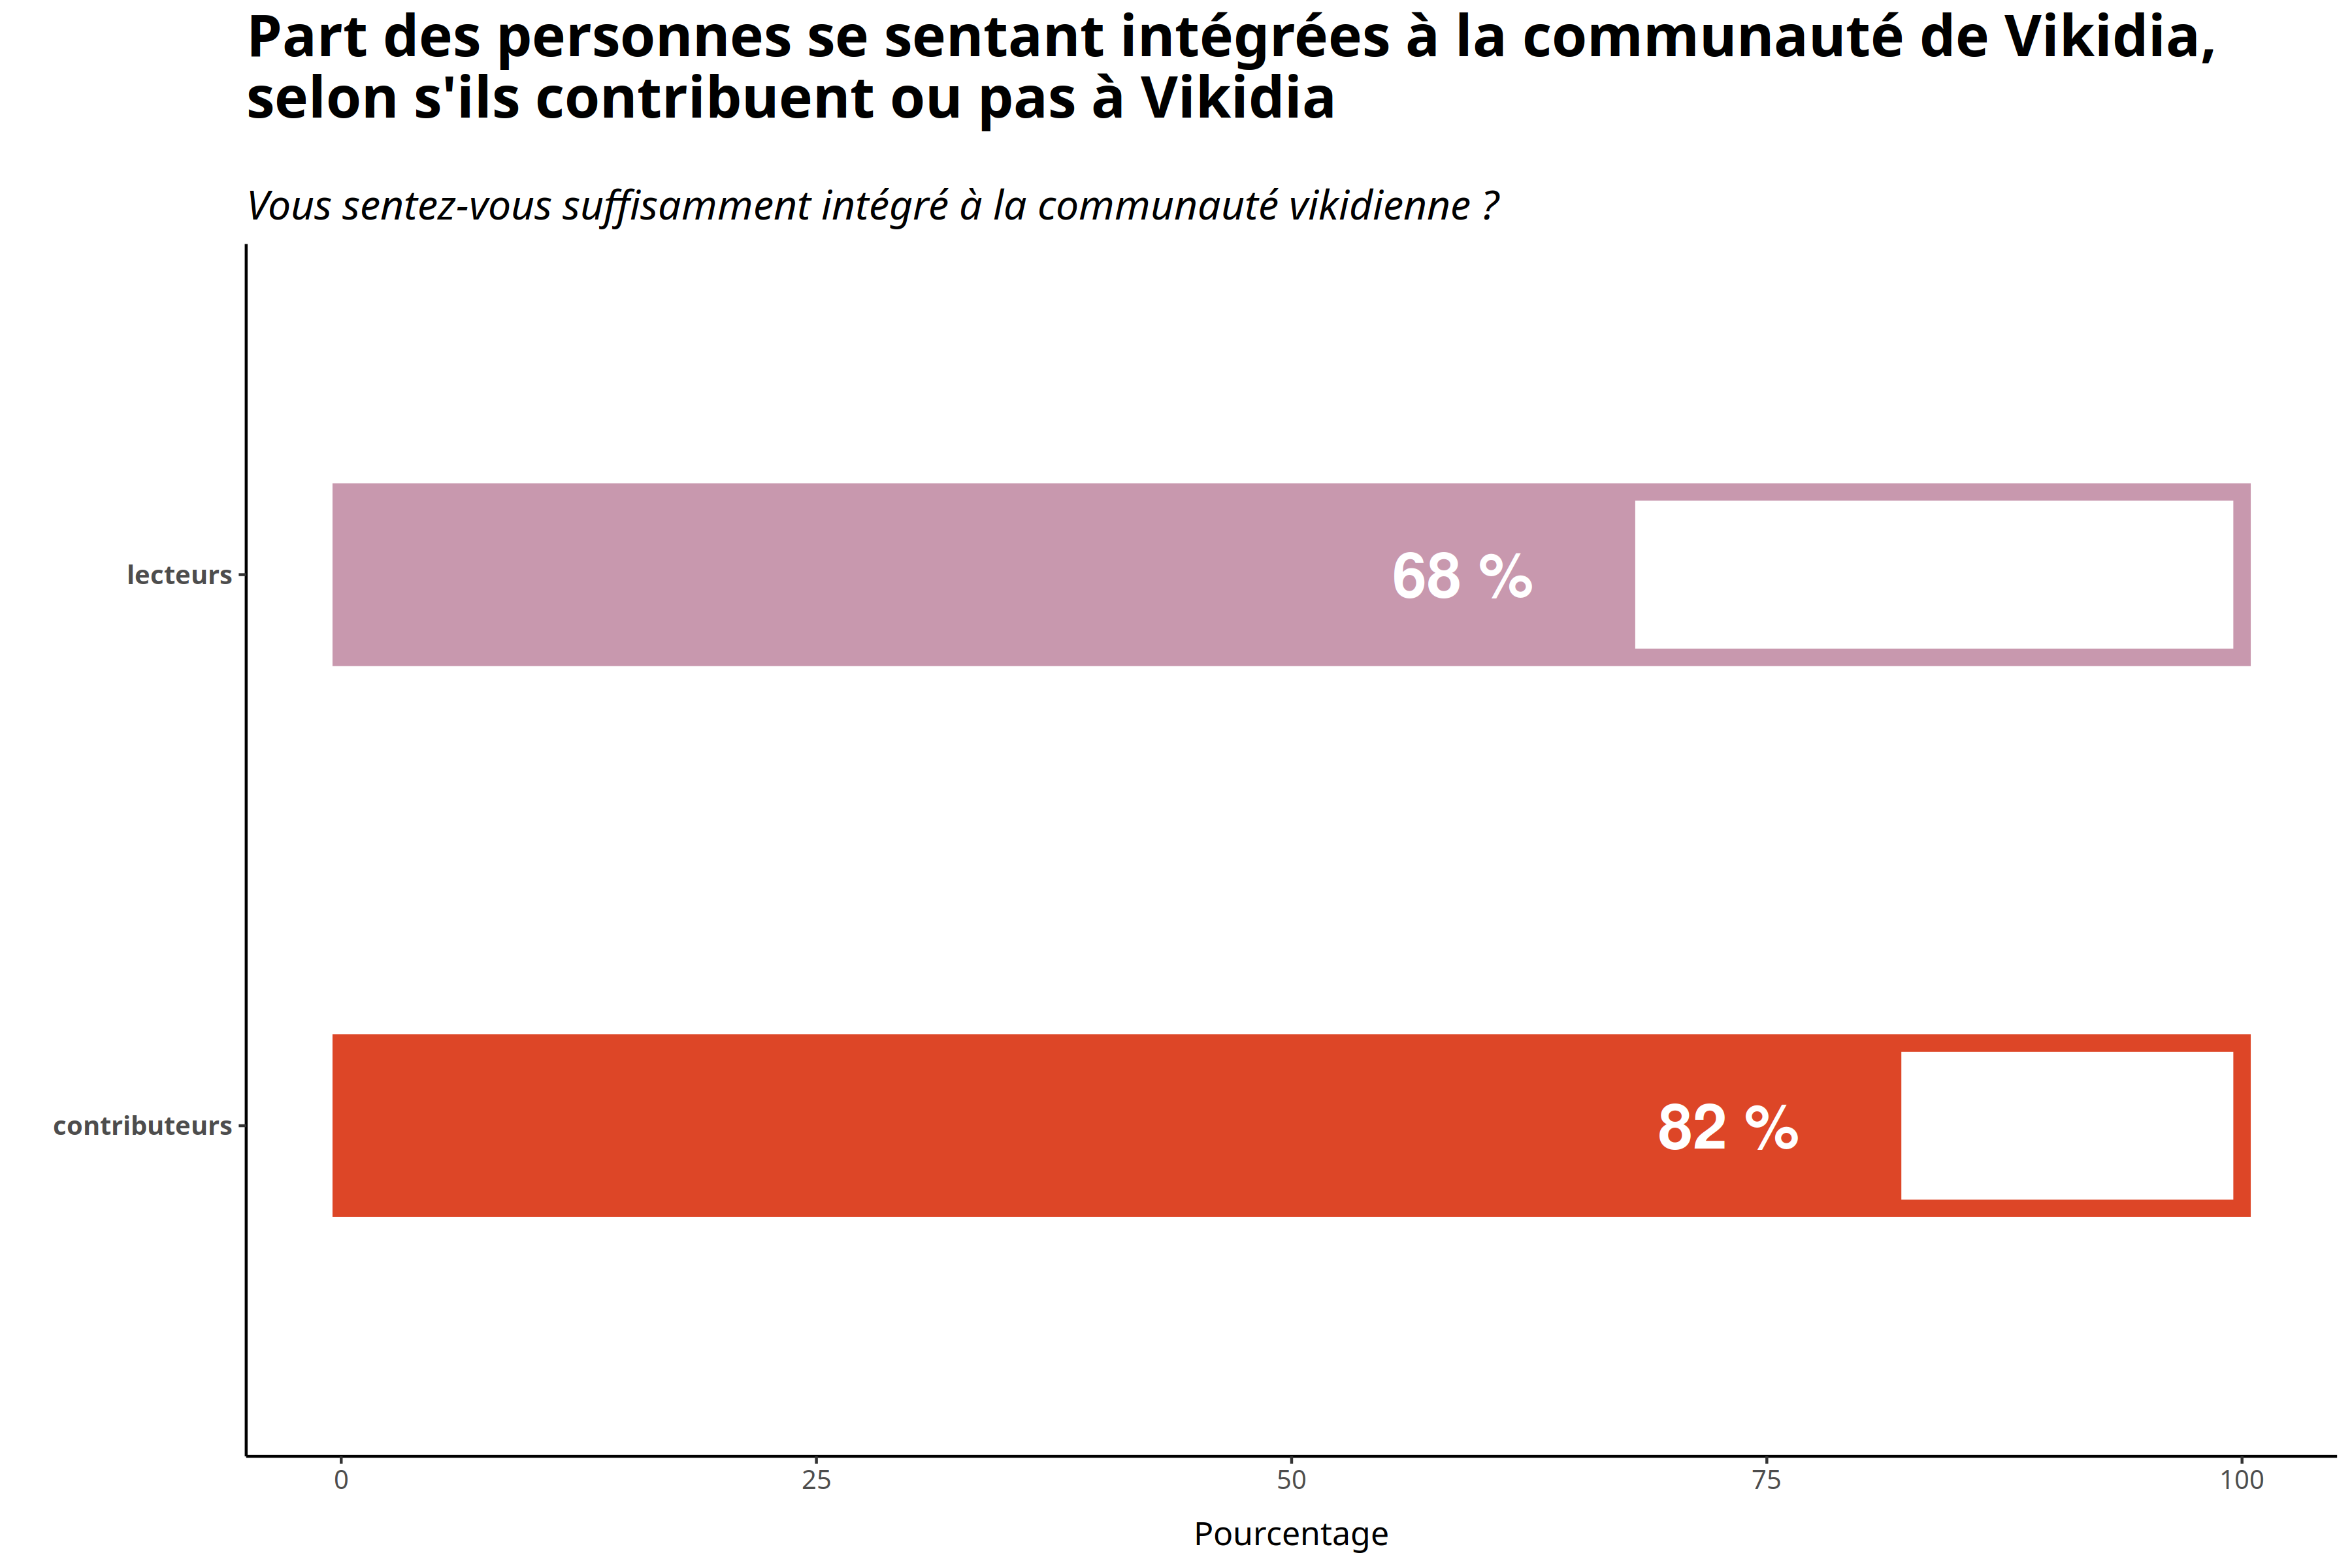 Part des personnes se sentant intégrées à la communauté de Vikidia,
selon s'ils contribuent ou pas à Vikidia
Vous sentez-vous suffisamment intégré à la communauté vikidienne ?
lecteurs
68 %
contributeurs
82 %
0 25 50 75 100
Pourcentage